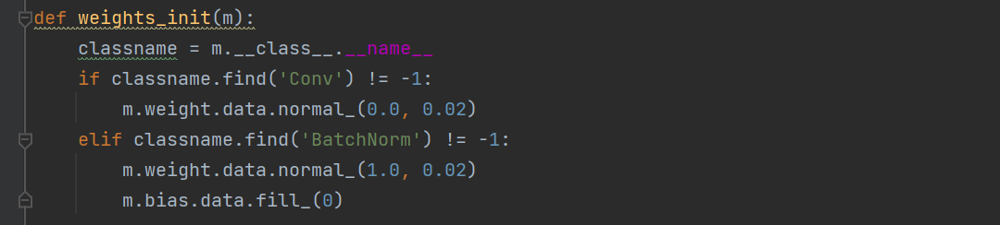 def weights_init(m):
    classname = m.__class__.__name__
    if classname.find('Conv') != -1:
        m.weight.data.normal_(0.0, 0.02)
    elif classname.find('BatchNorm') != -1:
        m.weight.data.normal_(1.0, 0.02)
        m.bias.data.fill_(0)